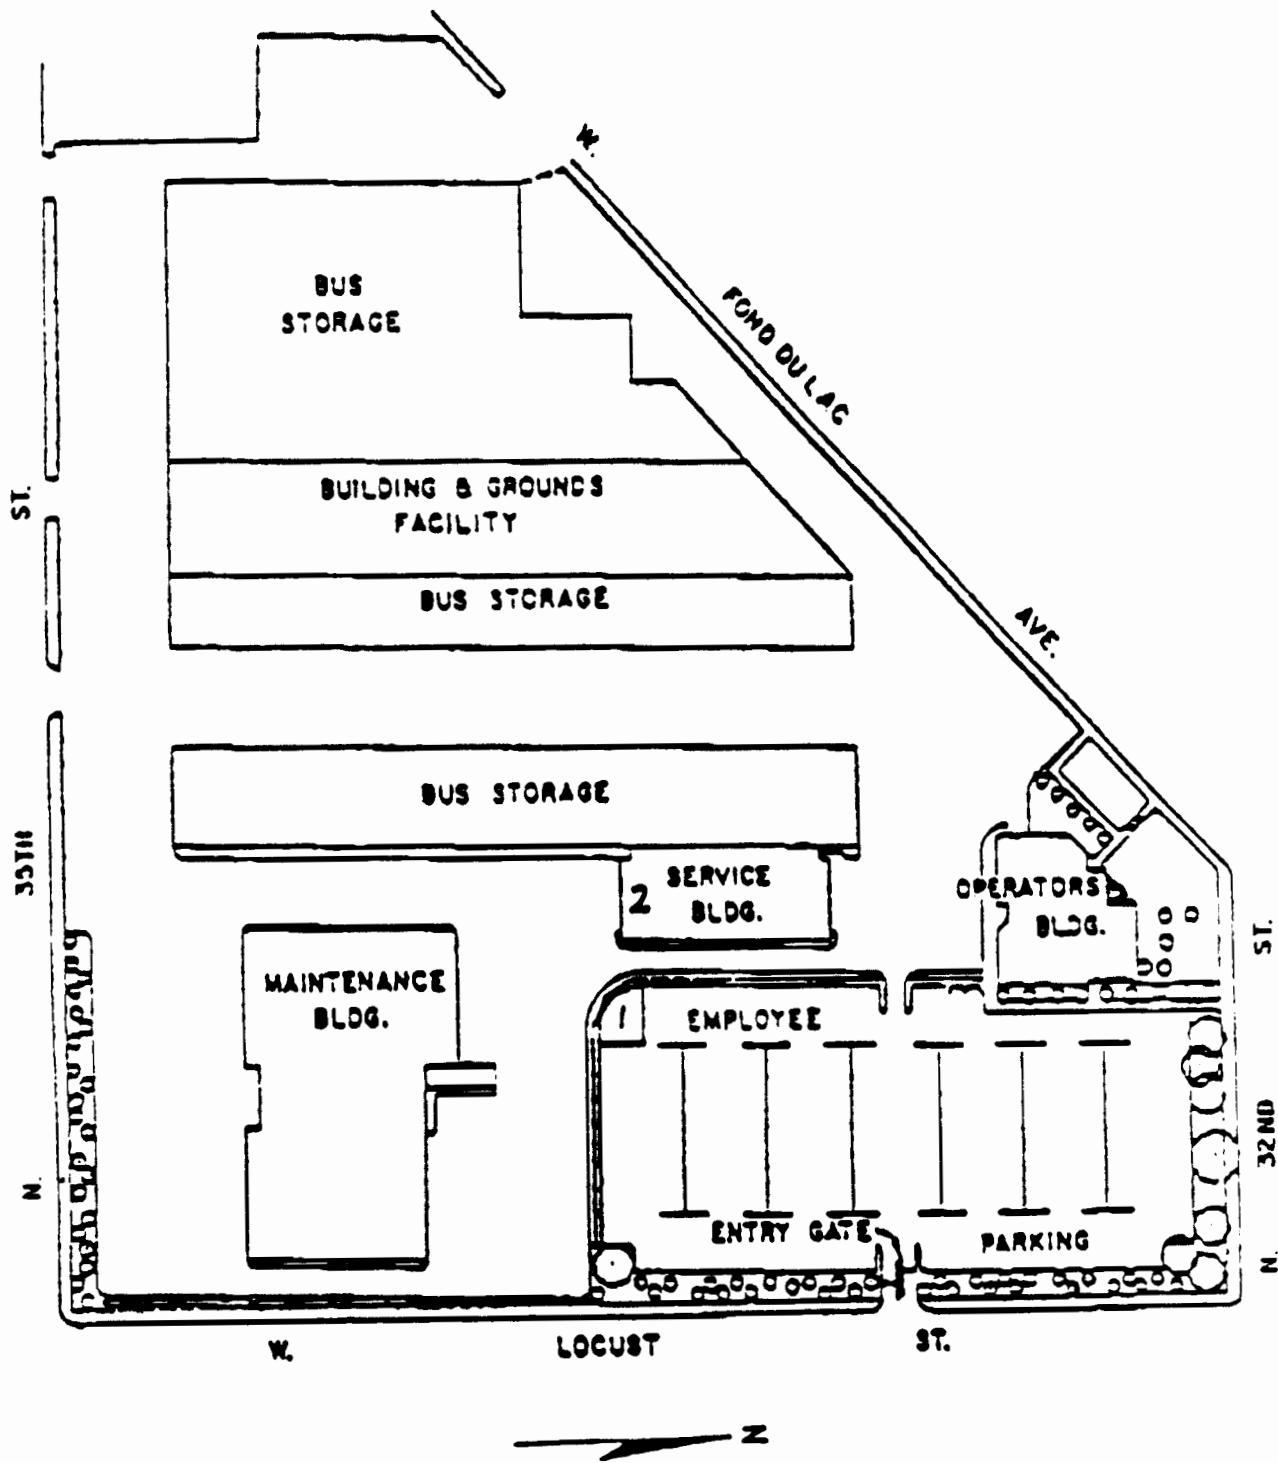 W.
FOND DU LAC
AVE.
BUS
STORAGE
BUILDING & GROUNDS
FACILITY
BUS STORAGE
BUS STORAGE
2
SERVICE
BLDG.
OPERATORS
BLDG.
MAINTENANCE
BLDG.
1
EMPLOYEE
ENTRY GATE
PARKING
N. 35TH ST.
N. 32ND ST.
W. LOCUST ST.
N